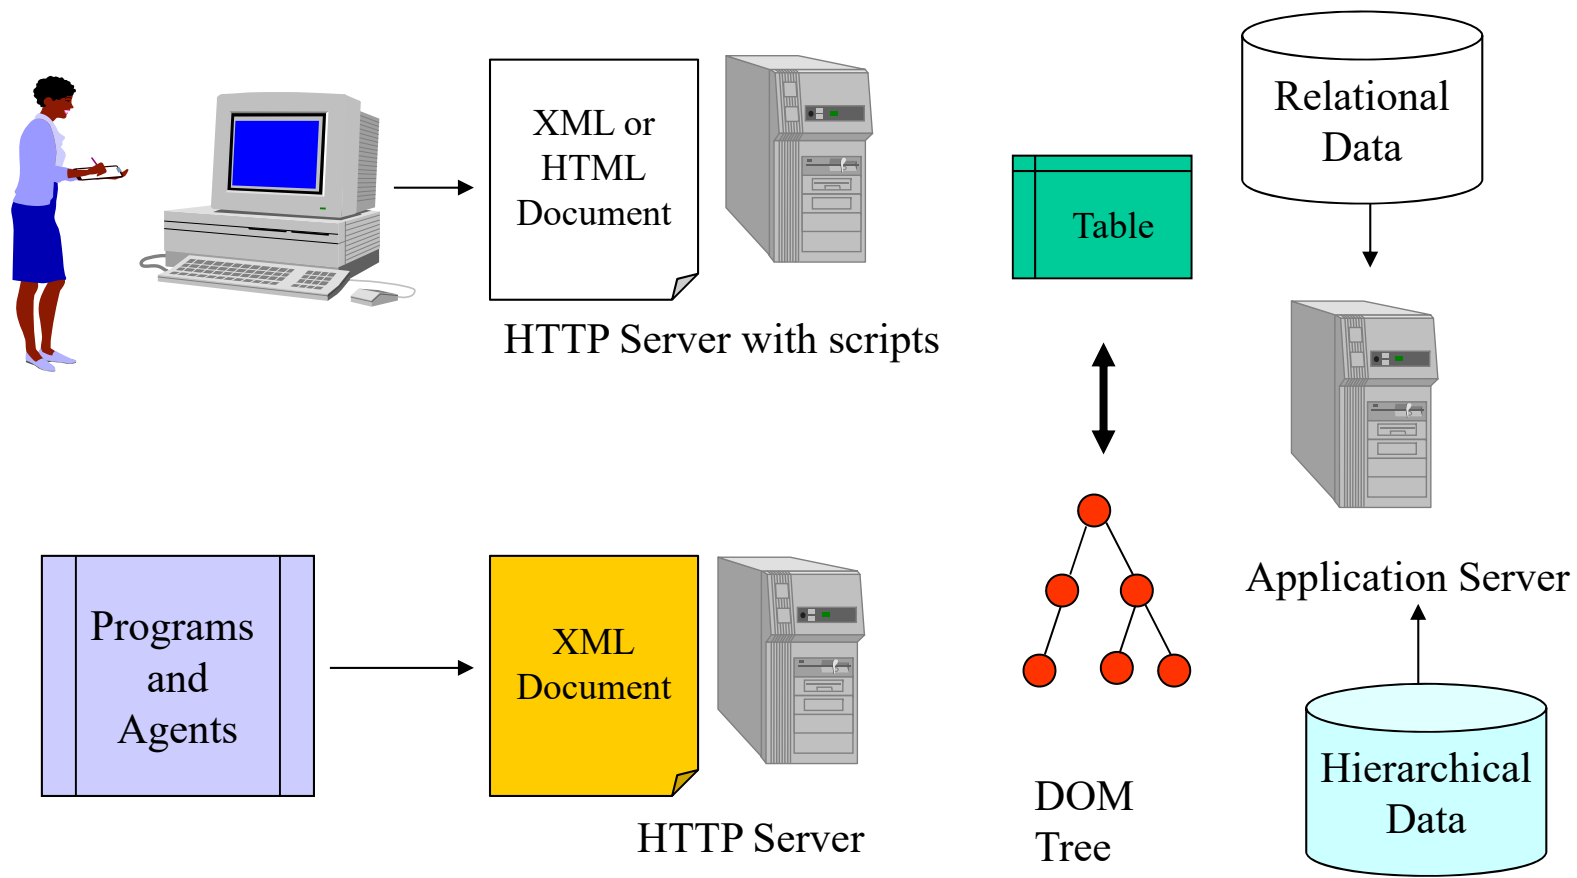 XML or
HTML
Document
HTTP Server with scripts
Table
Relational
Data
Application Server
Programs
and
Agents
XML
Document
HTTP Server
DOM
Tree
Hierarchical
Data